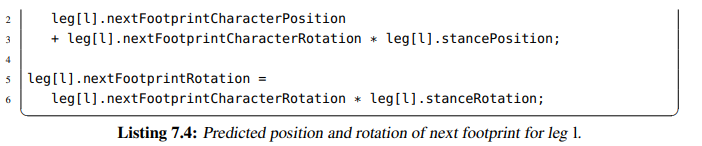 2 leg[l].nextFootprintCharacterPosition
3 + leg[l].nextFootprintCharacterRotation * leg[l].stancePosition;
4
5 leg[l].nextFootprintRotation =
6 leg[l].nextFootprintCharacterRotation * leg[l].stanceRotation;
Listing 7.4: Predicted position and rotation of next footprint for leg l.